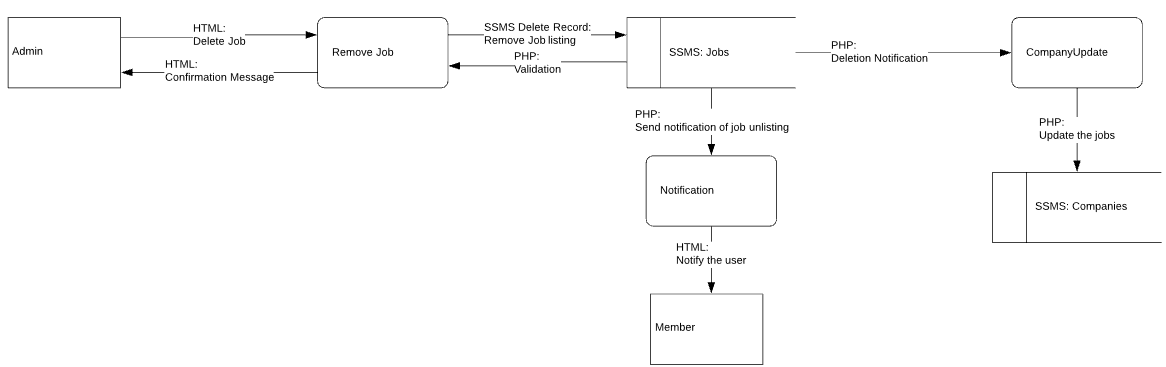 Admin
HTML:
Delete Job
HTML:
Confirmation Message
Remove Job
SSMS Delete Record:
Remove Job listing
PHP:
Validation
SSMS: Jobs
PHP:
Deletion Notification
CompanyUpdate
PHP:
Send notification of job unlisting
PHP:
Update the jobs
Notification
SSMS: Companies
HTML:
Notify the user
Member